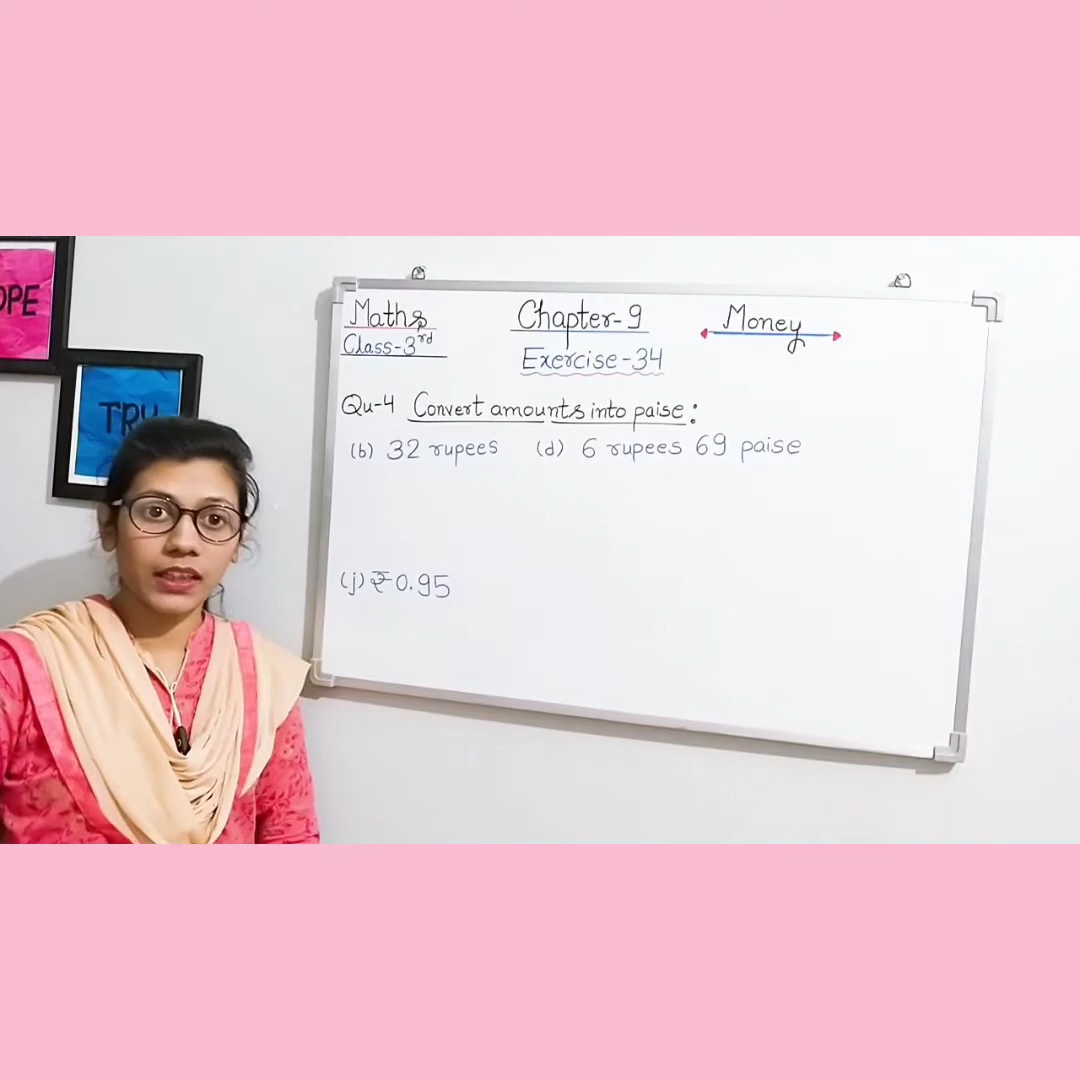 OPE
TRY
Maths Chapter-9 Money
Class-3rd Exercise-34
Qu-4 Convert amounts into paise:
(b) 32 rupees (d) 6 rupees 69 paise
(j) ₹0.95